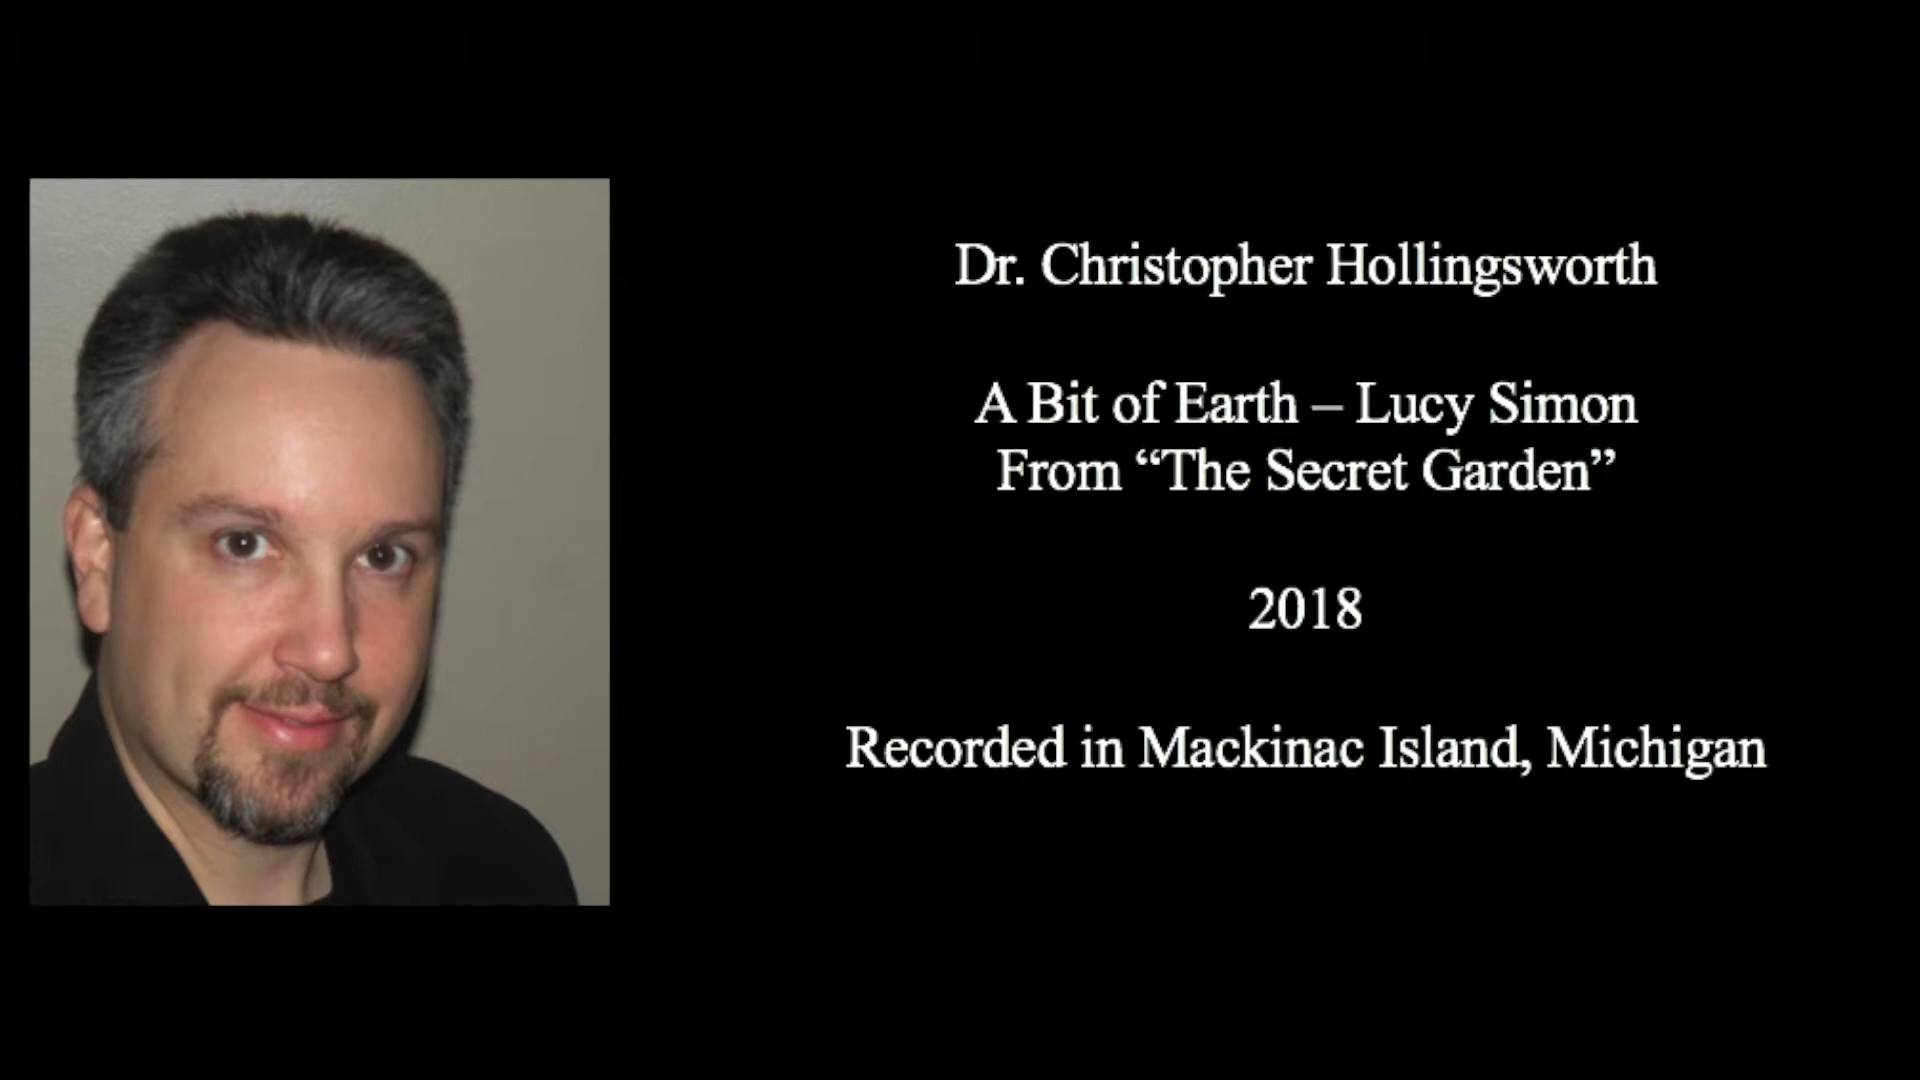 Dr. Christopher Hollingsworth
A Bit of Earth – Lucy Simon
From “The Secret Garden”
2018
Recorded in Mackinac Island, Michigan